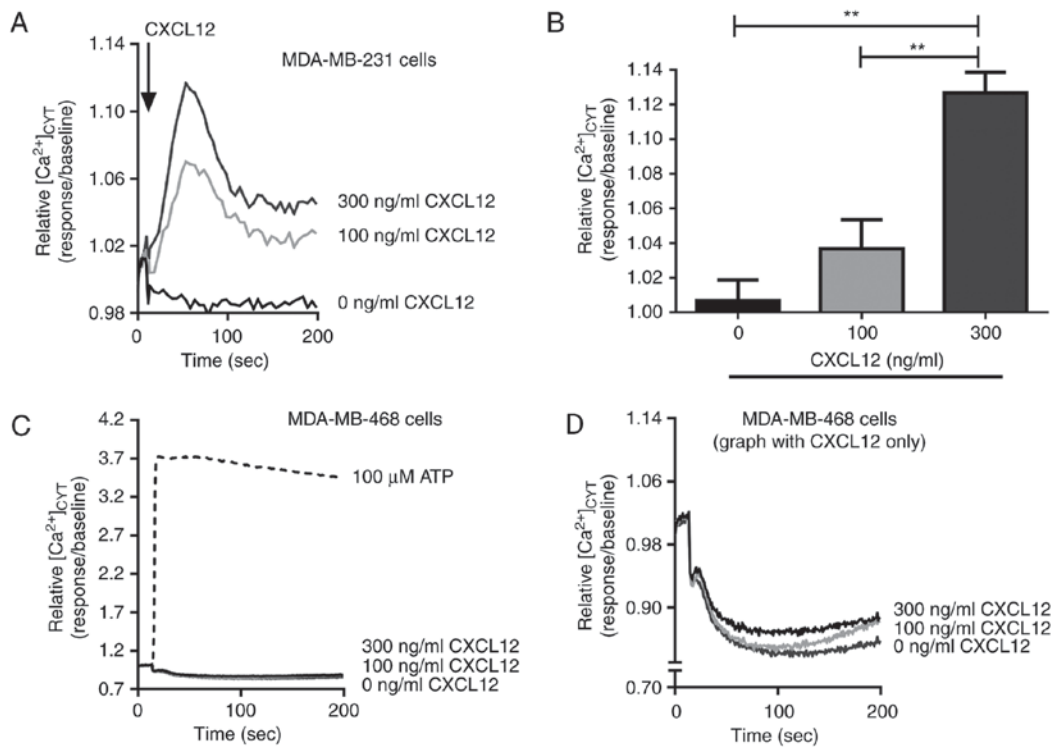 A
CXCL12
MDA-MB-231 cells
Relative [Ca2+]CYT
(response/baseline)
1.14
1.10
1.06
1.02
0.98
300 ng/ml CXCL12
100 ng/ml CXCL12
0 ng/ml CXCL12
0
100
200
Time (sec)
B
**
**
Relative [Ca2+]CYT
(response/baseline)
1.14
1.12
1.10
1.08
1.06
1.04
1.02
1.00
0
100
300
CXCL12 (ng/ml)
C
MDA-MB-468 cells
Relative [Ca2+]CYT
(response/baseline)
4.2
3.7
3.2
2.7
2.2
1.7
1.2
0.7
100 μM ATP
300 ng/ml CXCL12
100 ng/ml CXCL12
0 ng/ml CXCL12
0
100
200
Time (sec)
D
MDA-MB-468 cells
(graph with CXCL12 only)
Relative [Ca2+]CYT
(response/baseline)
1.14
1.06
0.98
0.90
0.70
300 ng/ml CXCL12
100 ng/ml CXCL12
0 ng/ml CXCL12
0
100
200
Time (sec)